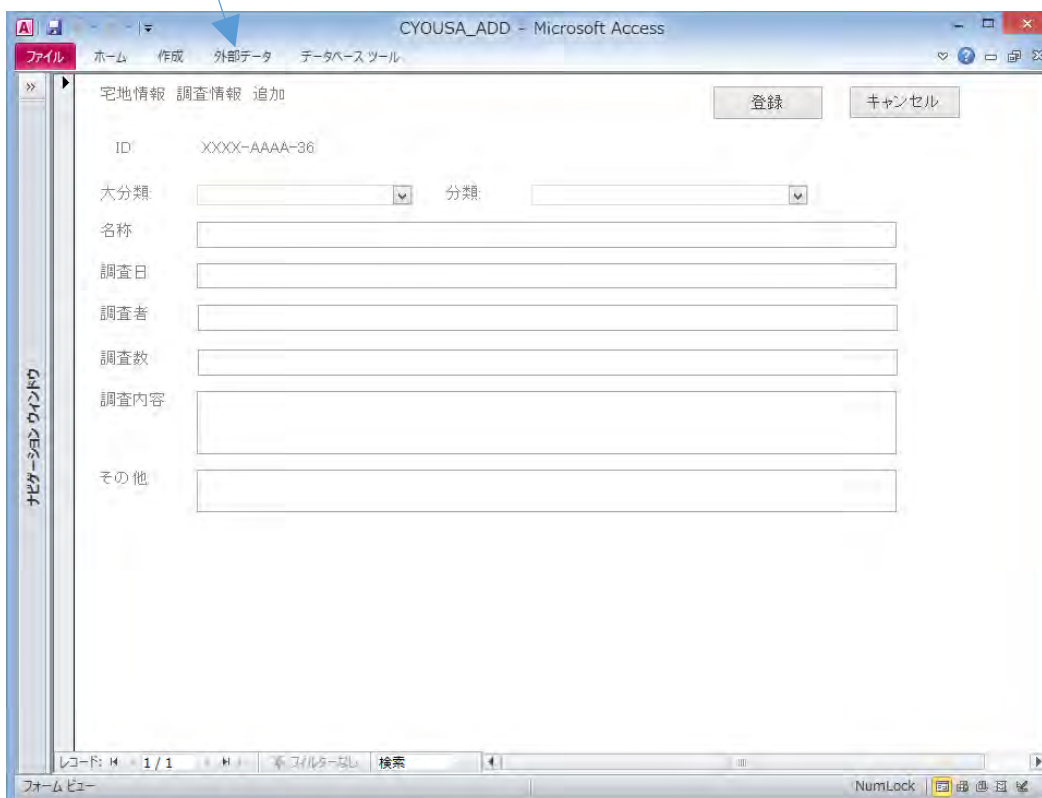 CYOUSA_ADD - Microsoft Access
ファイル ホーム 作成 外部データ データベース ツール
宅地情報 調査情報 追加 登録 キャンセル
ID XXXX-AAAA-36
大分類: 分類:
名称
調査日
調査者
調査数
調査内容
その他
ナビゲーション ウィンドウ
レコード: 1 / 1 フィルターなし 検索
フォーム ビュー NumLock